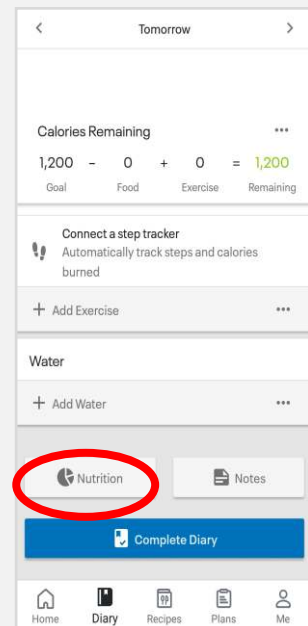 Tomorrow
Calories Remaining
1,200 - 0 + 0 = 1,200
Goal Food Exercise Remaining
Connect a step tracker
Automatically track steps and calories
burned
+ Add Exercise
Water
+ Add Water
Nutrition Notes
Complete Diary
Home Diary Recipes Plans Me